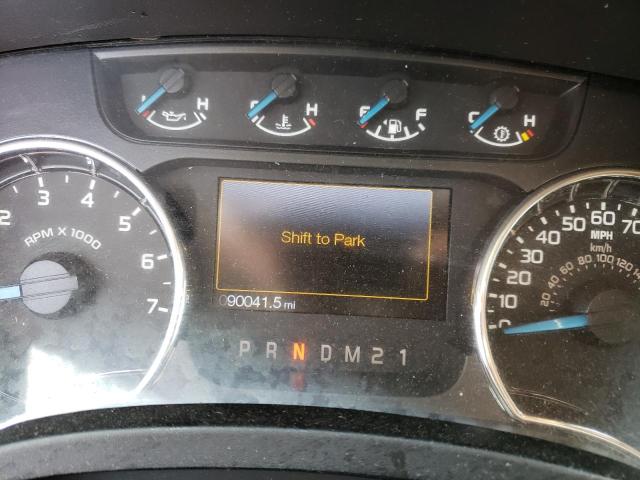 L H C H E F C H
2 3 4 5 6 7
RPM X 1000
Shift to Park
090041.5 mi
P R N D M 2 1
0 10 20 30 40 50 60 70
MPH
km/h
20 40 60 80 100 120